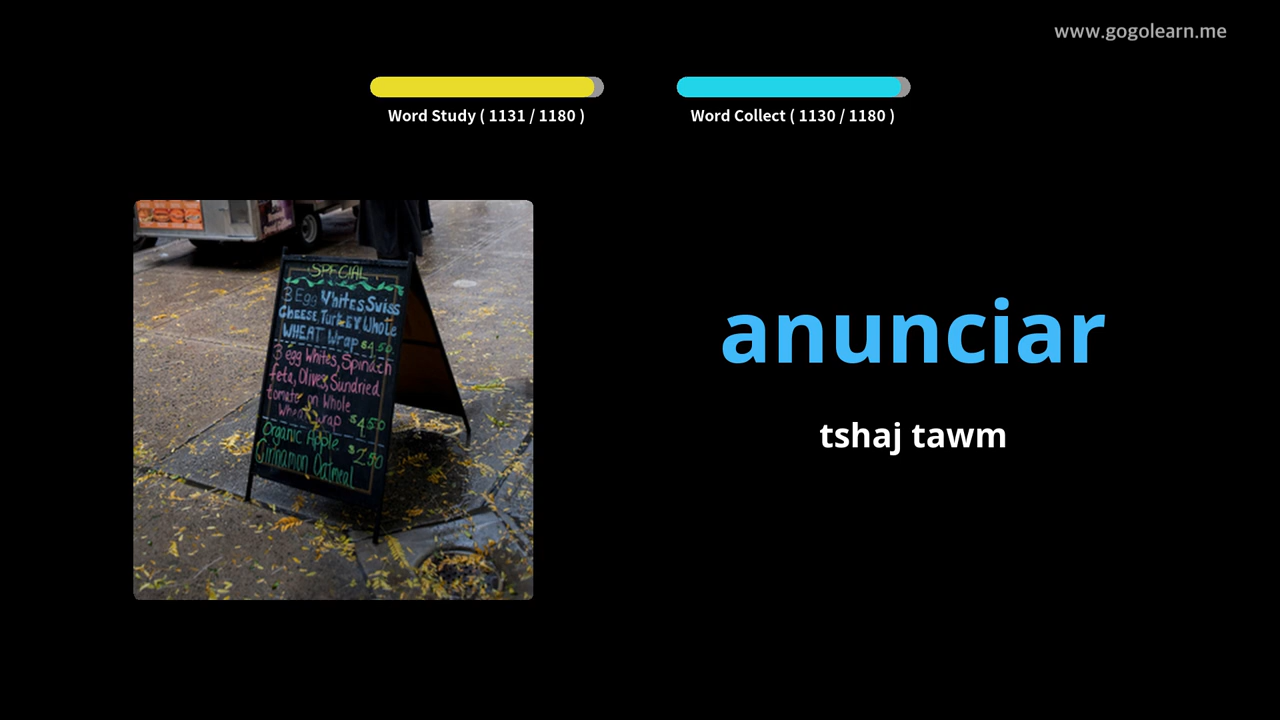 www.gogolearn.me
Word Study ( 1131 / 1180 )
Word Collect ( 1130 / 1180 )
SPECIAL
3 Egg Whites Swiss
Cheese, Turkey Whole
WHEAT Wrap $4.50
3 egg Whites, Spinach
feta, Olives, Sundried
tomato on Whole
Wheat Wrap $4.50
Organic Apple
Cinnamon Oatmeal $2.50
anunciar
tshaj tawm